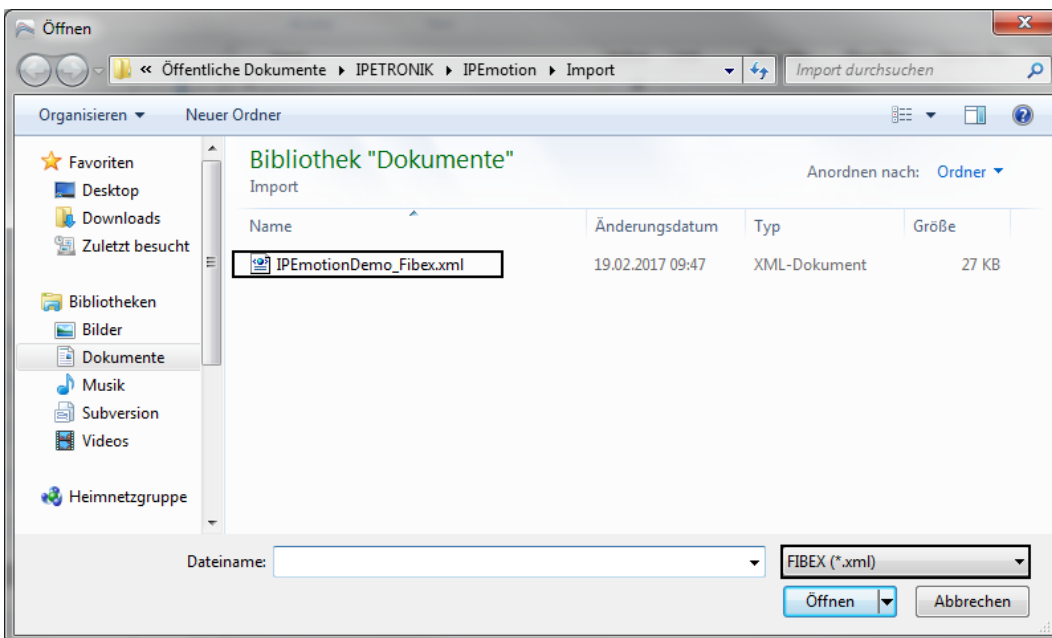 Öffnen
« Öffentliche Dokumente ▸ IPETRONIK ▸ IPEmotion ▸ Import
Import durchsuchen
Organisieren
Neuer Ordner
Favoriten
Desktop
Downloads
Zuletzt besucht
Bibliotheken
Bilder
Dokumente
Musik
Subversion
Videos
Heimnetzgruppe
Bibliothek "Dokumente"
Import
Anordnen nach: Ordner
Name Änderungsdatum Typ Größe
IPEmotionDemo_Fibex.xml 19.02.2017 09:47 XML-Dokument 27 KB
Dateiname:
FIBEX (*.xml)
Öffnen
Abbrechen